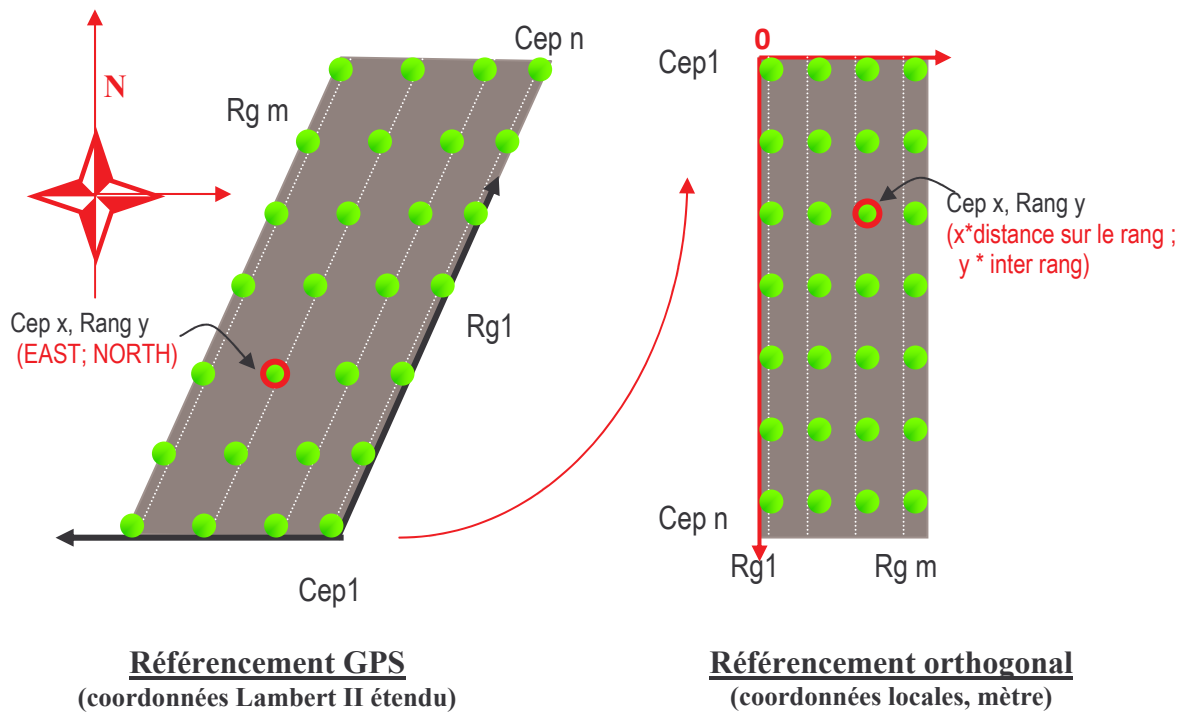 N
Cep n
Rg m
Cep x, Rang y
(EAST; NORTH)
Rg1
Cep1
Référencement GPS
(coordonnées Lambert II étendu)
0
Cep1
Cep x, Rang y
(x*distance sur le rang ;
y * inter rang)
Cep n
Rg1
Rg m
Référencement orthogonal
(coordonnées locales, mètre)